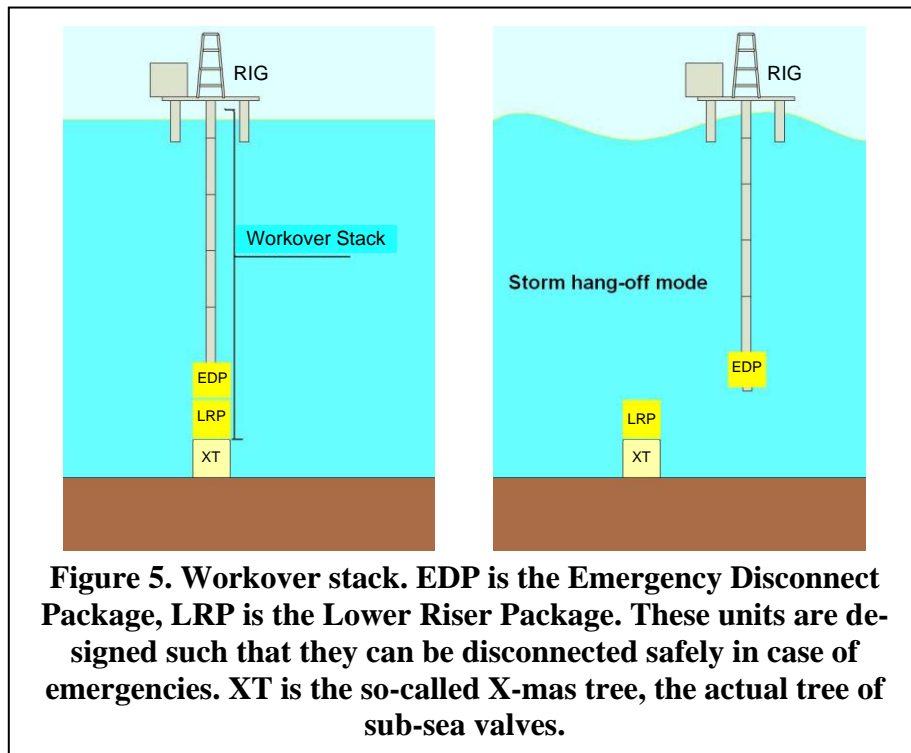 RIG
Workover Stack
EDP
LRP
XT
RIG
Storm hang-off mode
EDP
LRP
XT
Figure 5. Workover stack. EDP is the Emergency Disconnect
Package, LRP is the Lower Riser Package. These units are de-
signed such that they can be disconnected safely in case of
emergencies. XT is the so-called X-mas tree, the actual tree of
sub-sea valves.